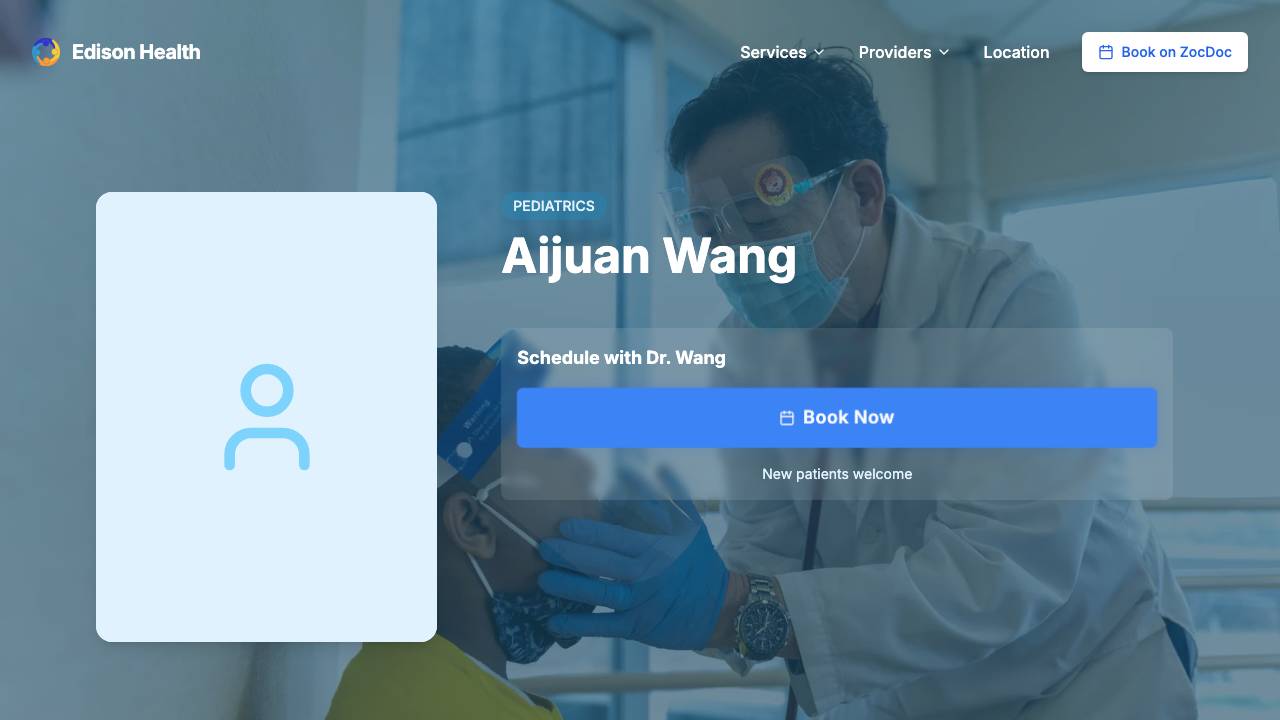 Edison Health
Services
Providers
Location
Book on ZocDoc
PEDIATRICS
Aijuan Wang
Schedule with Dr. Wang
Book Now
New patients welcome